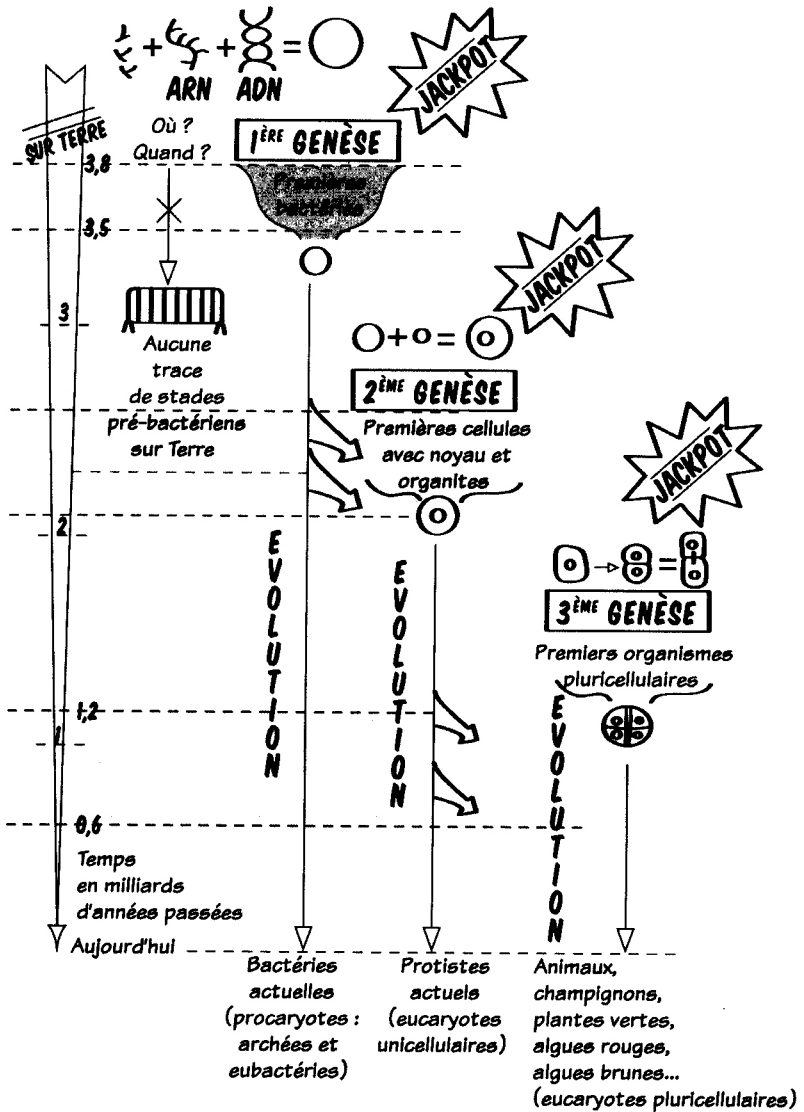 ARN ADN
JACKPOT
SUR TERRE
Où ?
Quand ?
1ÈRE GENÈSE
3,8
Premières
bactéries
3,5
JACKPOT
3
Aucune
trace
de stades
pré-bactériens
sur Terre
2ÈME GENÈSE
Premières cellules
avec noyau et
organites
JACKPOT
2
EVOLUTION
EVOLUTION
3ÈME GENÈSE
Premiers organismes
pluricellulaires
EVOLUTION
1,2
1
0,6
Temps
en milliards
d'années passées
Aujourd'hui
Bactéries
actuelles
(procaryotes :
archées et
eubactéries)
Protistes
actuels
(eucaryotes
unicellulaires)
Animaux,
champignons,
plantes vertes,
algues rouges,
algues brunes...
(eucaryotes pluricellulaires)